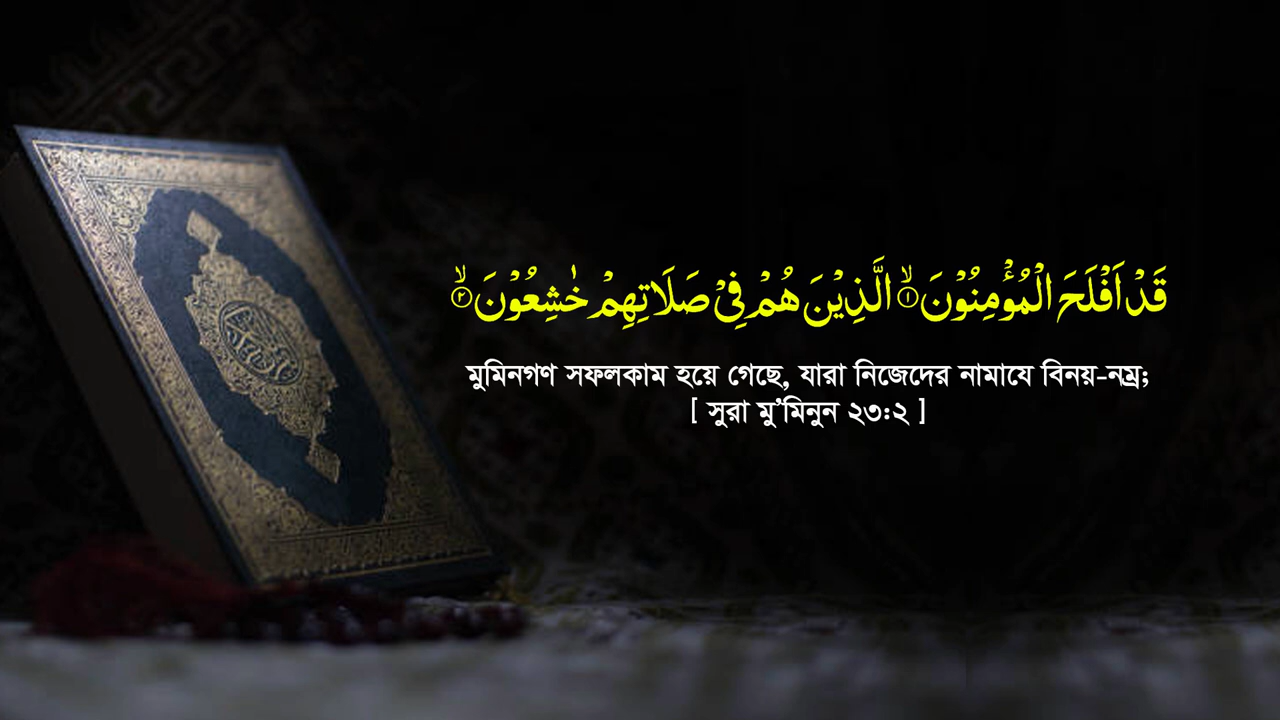 قَدْ اَفْلَحَ الْمُؤْمِنُوْنَ ۙ﴿۱﴾ الَّذِیْنَ هُمْ فِیْ صَلَاتِهِمْ خٰشِعُوْنَ ۙ﴿۲﴾
মুমিনগণ সফলকাম হয়ে গেছে, যারা নিজেদের নামাযে বিনয়-নম্র;
[ সুরা মু’মিনুন ২৩:২ ]